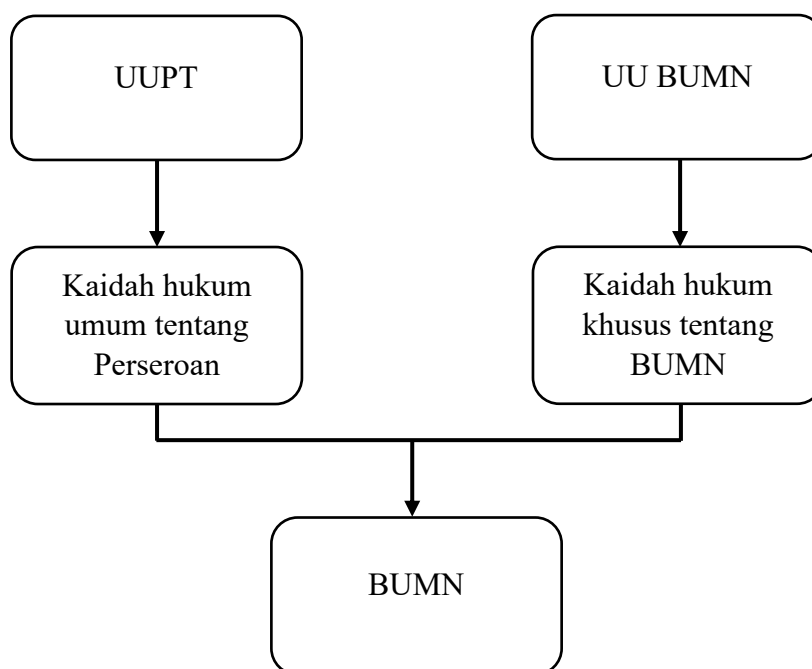 UUPT
UU BUMN
Kaidah hukum
umum tentang
Perseroan
Kaidah hukum
khusus tentang
BUMN
BUMN